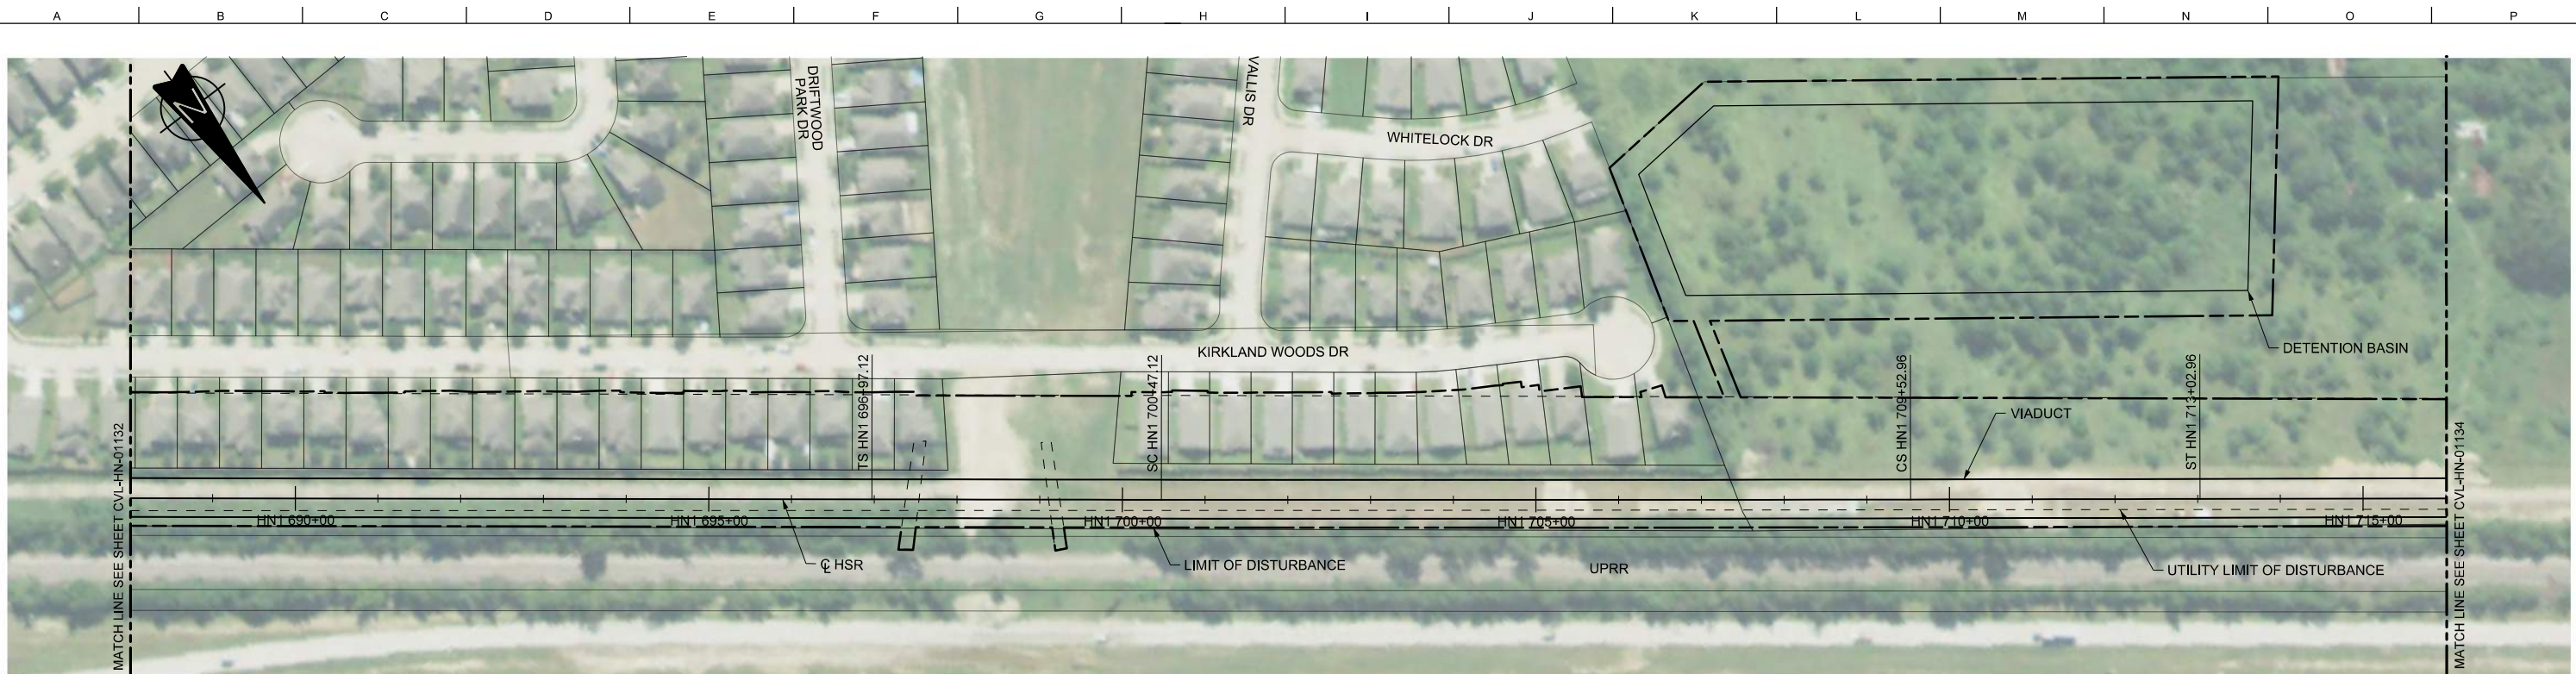 A B C D E F G H I J K L M N O P
N
DRIFTWOOD
PARK DR
VALLIS DR
WHITELOCK DR
KIRKLAND WOODS DR
DETENTION BASIN
TS HN1 696+97.12
SC HN1 700+47.12
CS HN1 709+52.96
ST HN1 713+02.96
VIADUCT
MATCH LINE SEE SHEET CVL-HN-01132
MATCH LINE SEE SHEET CVL-HN-01134
HN1 690+00
HN1 695+00
HN1 700+00
HN1 705+00
HN1 710+00
HN1 715+00
℄ HSR
LIMIT OF DISTURBANCE
UPRR
UTILITY LIMIT OF DISTURBANCE